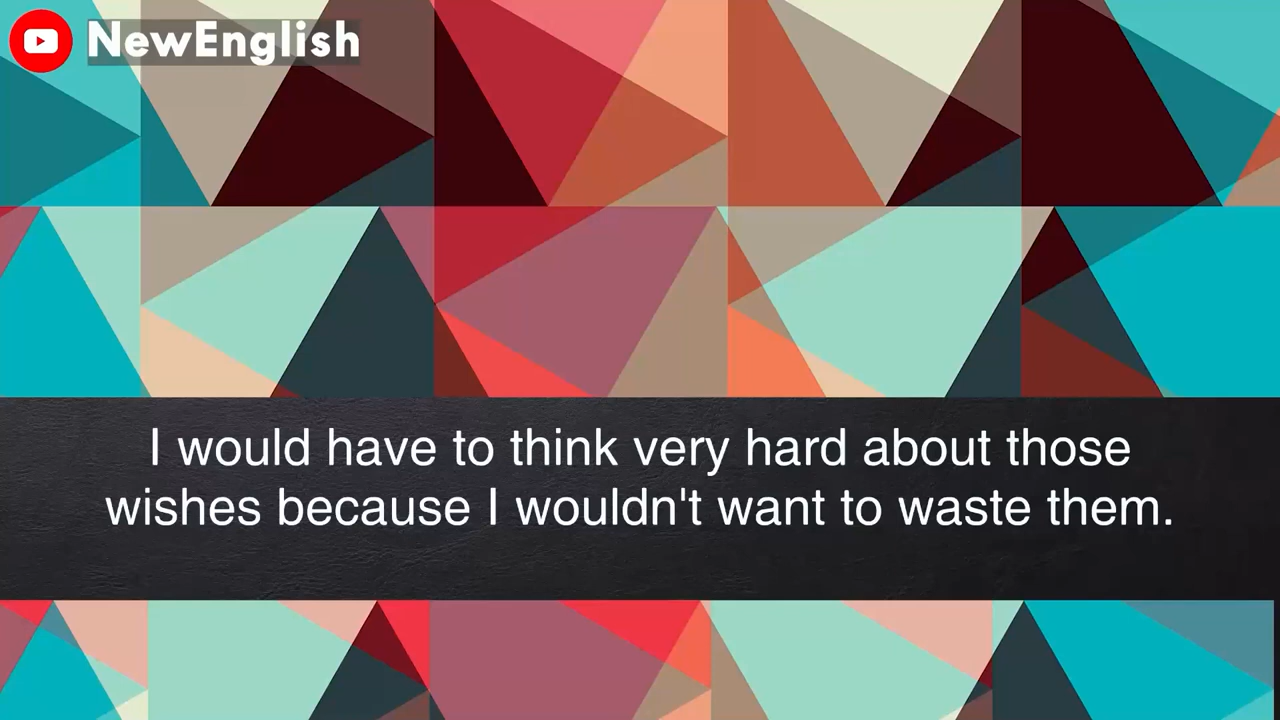 NewEnglish
I would have to think very hard about those
wishes because I wouldn't want to waste them.